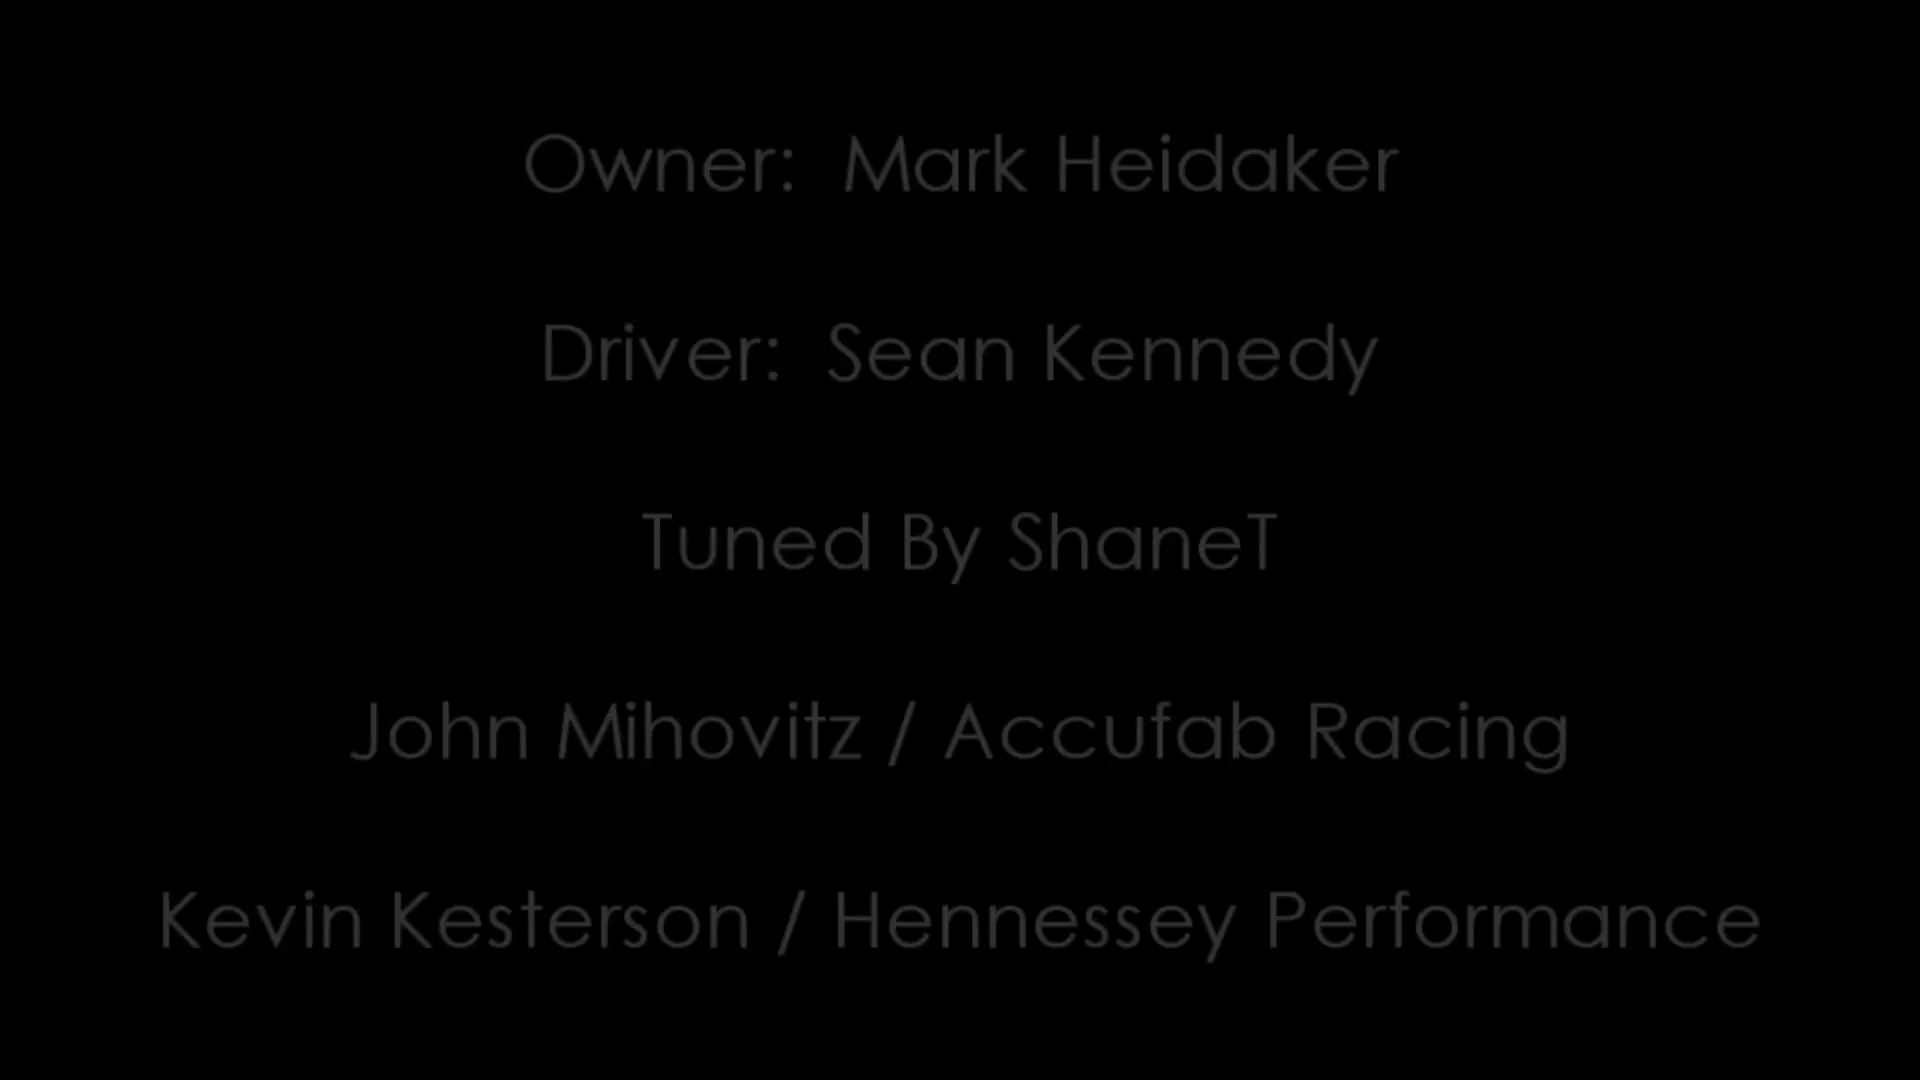 Owner:  Mark Heidaker
Driver:  Sean Kennedy
Tuned By ShaneT
John Mihovitz / Accufab Racing
Kevin Kesterson / Hennessey Performance